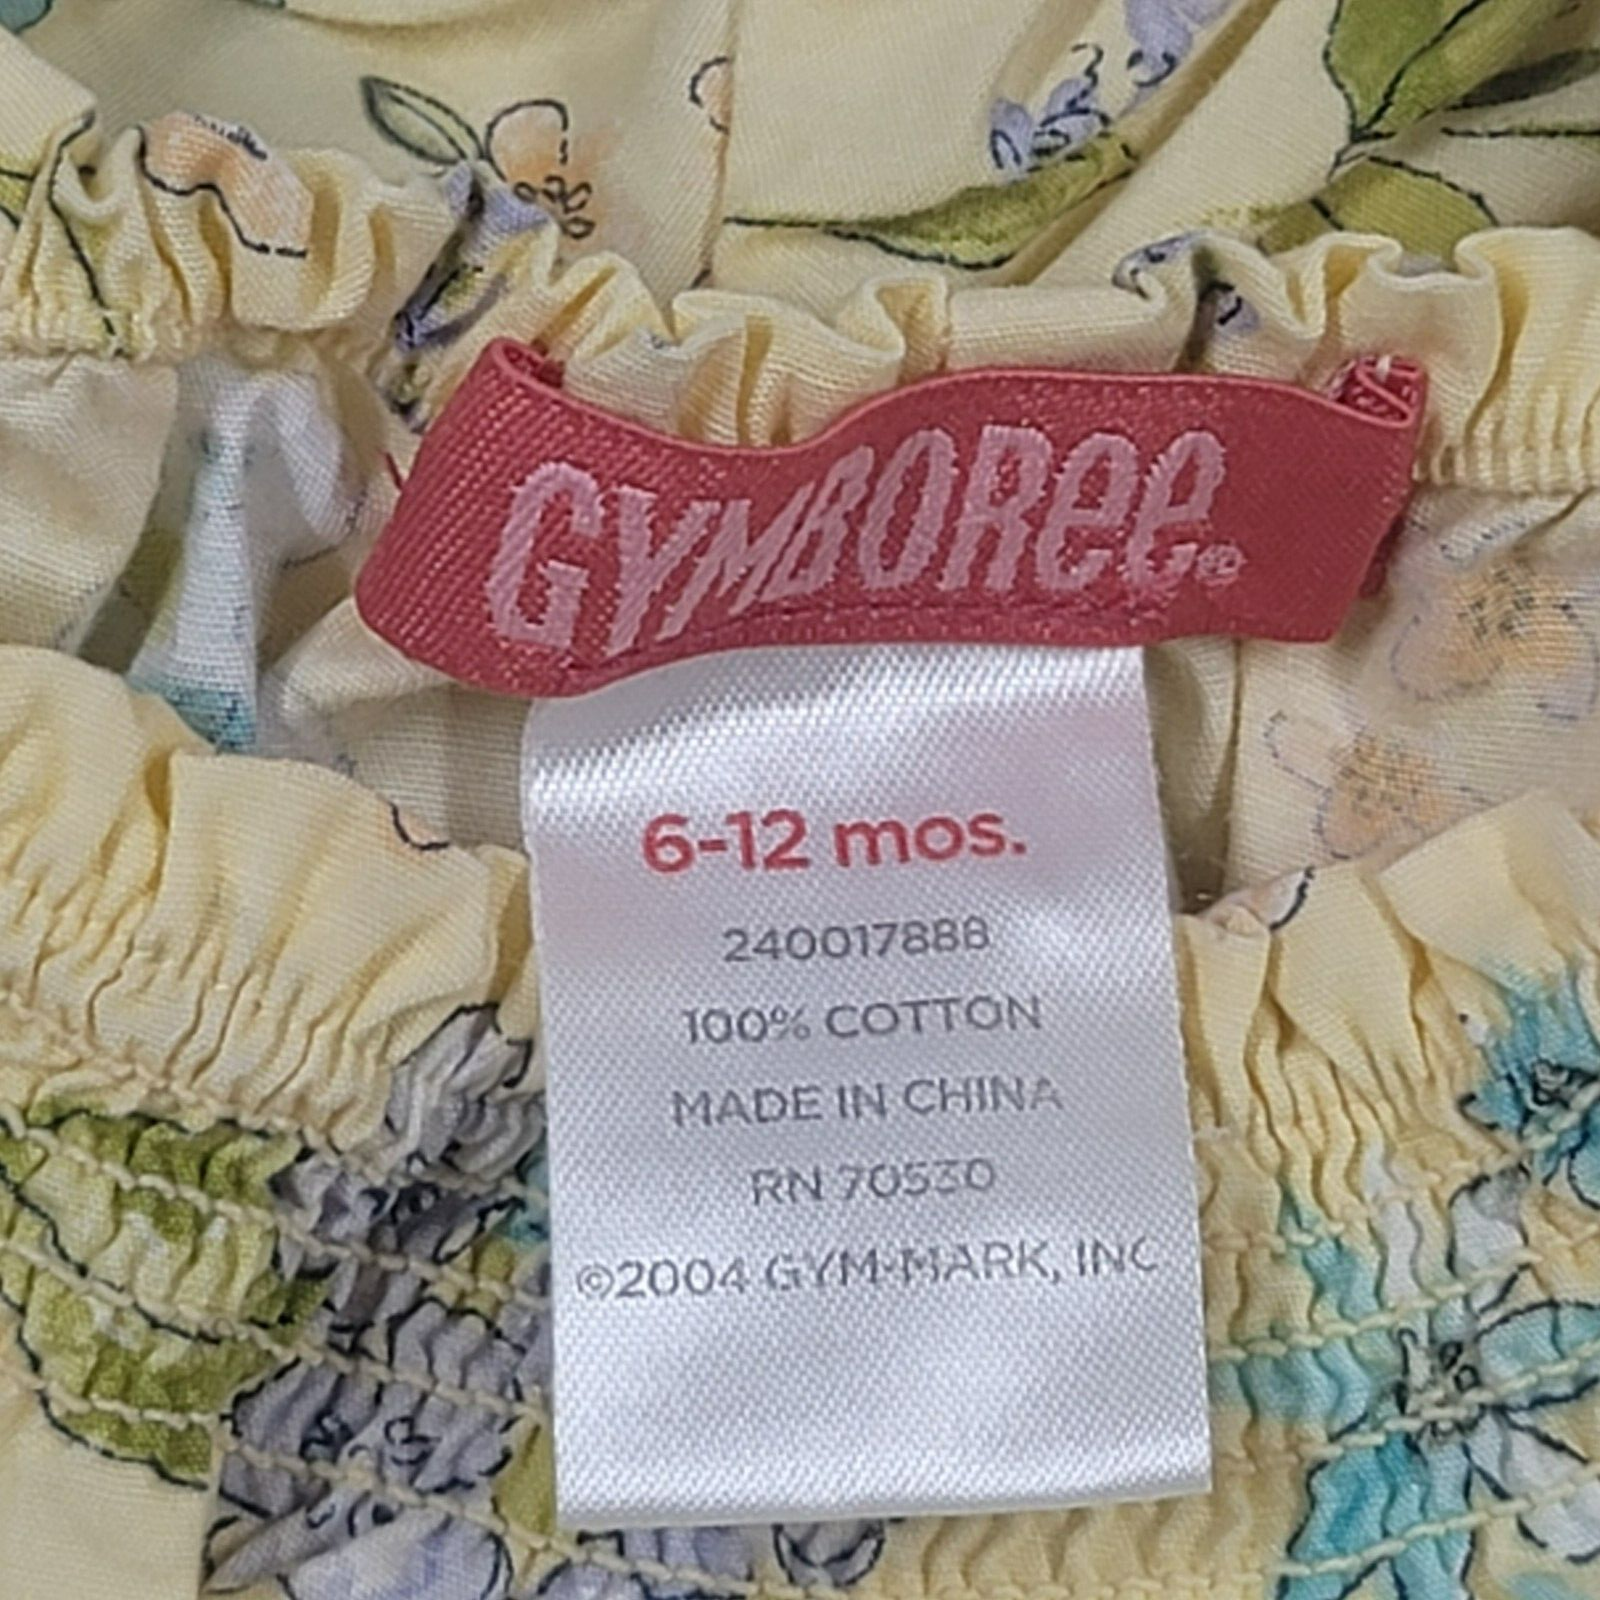 GYMBOREE®
6-12 mos.
240017888
100% COTTON
MADE IN CHINA
RN 70530
©2004 GYM-MARK, INC